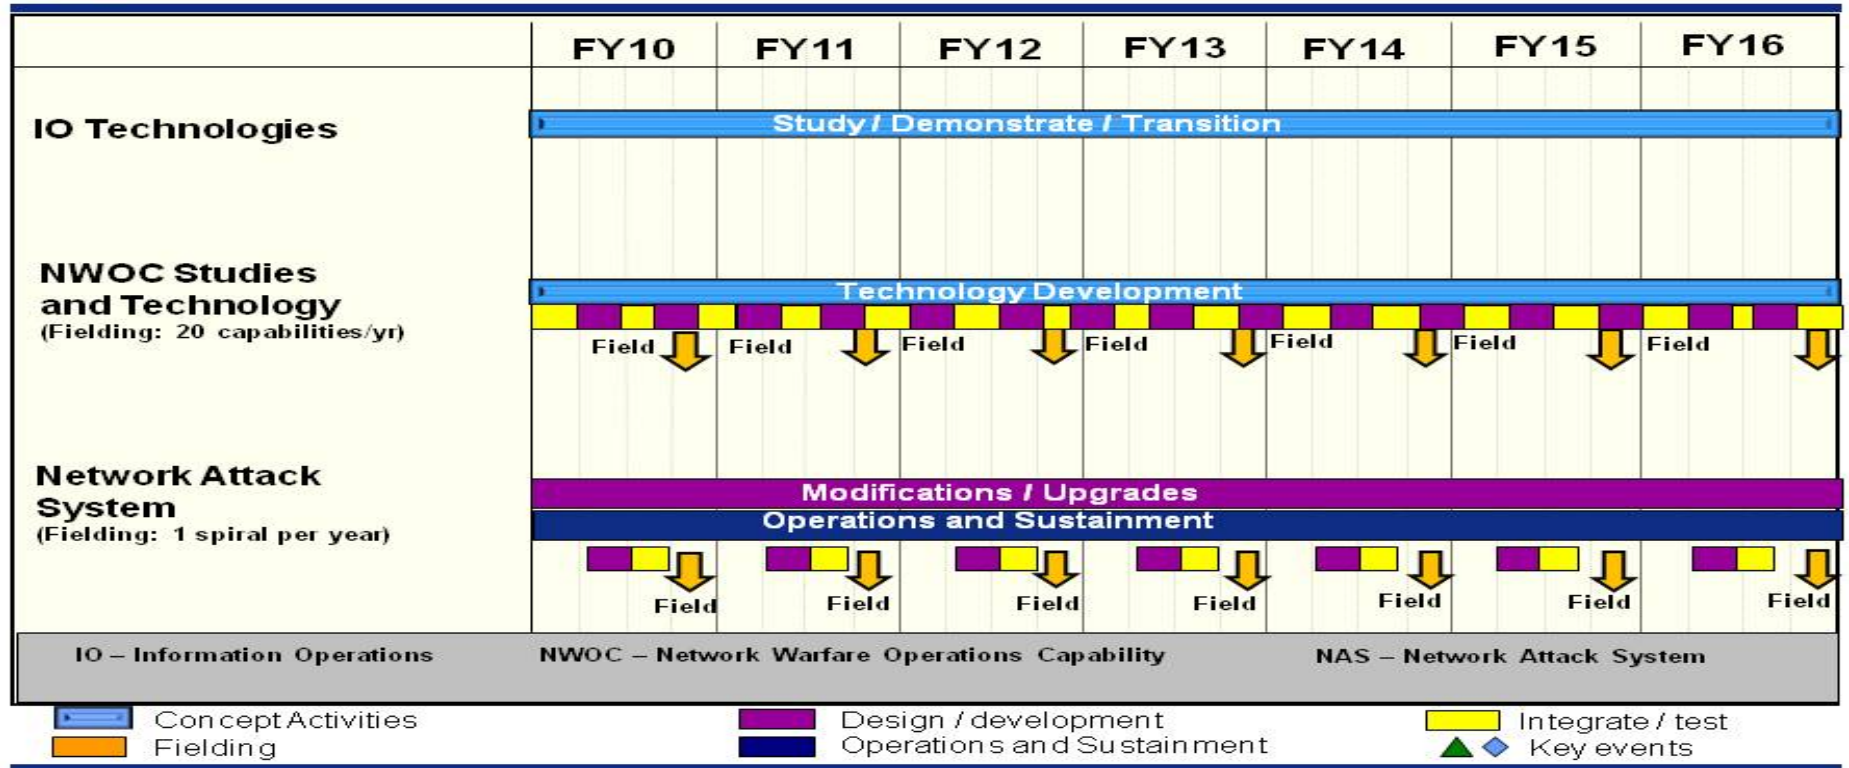 FY10 FY11 FY12 FY13 FY14 FY15 FY16
IO Technologies
Study / Demonstrate / Transition
NWOC Studies
and Technology
(Fielding: 20 capabilities/yr)
Technology Development
Field Field Field Field Field Field Field
Network Attack
System
(Fielding: 1 spiral per year)
Modifications / Upgrades
Operations and Sustainment
Field Field Field Field Field Field Field
IO – Information Operations NWOC – Network Warfare Operations Capability NAS – Network Attack System
Concept Activities Design / development Integrate / test
Fielding Operations and Sustainment Key events